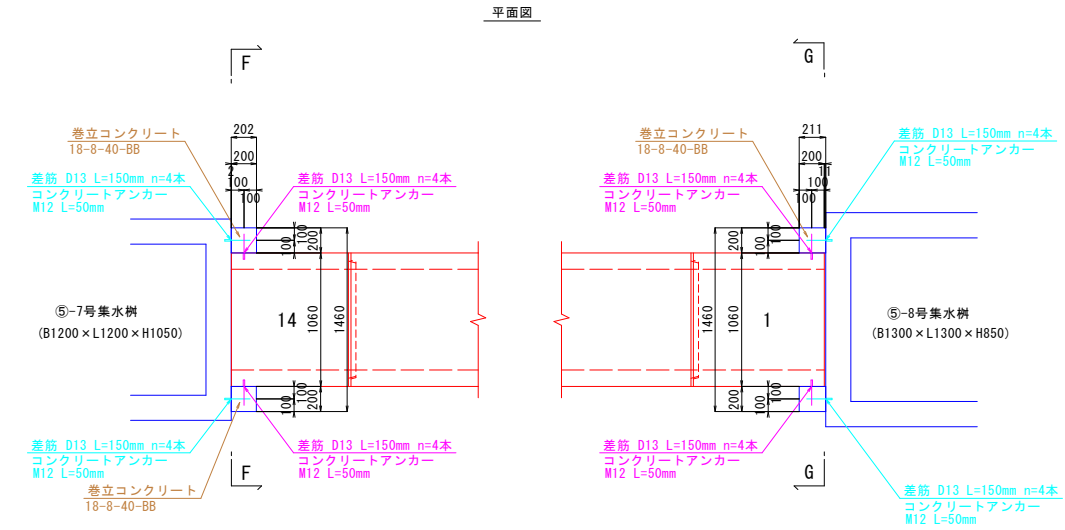 平面図
F
G
202
200
2
100
100
211
200
11
100
100
巻立コンクリート
18-8-40-BB
差筋 D13 L=150mm n=4本
コンクリートアンカー
M12 L=50mm
差筋 D13 L=150mm n=4本
コンクリートアンカー
M12 L=50mm
巻立コンクリート
18-8-40-BB
差筋 D13 L=150mm n=4本
コンクリートアンカー
M12 L=50mm
差筋 D13 L=150mm n=4本
コンクリートアンカー
M12 L=50mm
100
100
200
200
100
100
⑤-7号集水桝
(B1200×L1200×H1050)
14
1060
1460
1460
1060
1
⑤-8号集水桝
(B1300×L1300×H850)
100
100
200
200
100
100
差筋 D13 L=150mm n=4本
コンクリートアンカー
M12 L=50mm
差筋 D13 L=150mm n=4本
コンクリートアンカー
M12 L=50mm
差筋 D13 L=150mm n=4本
コンクリートアンカー
M12 L=50mm
差筋 D13 L=150mm n=4本
コンクリートアンカー
M12 L=50mm
巻立コンクリート
18-8-40-BB
F
G